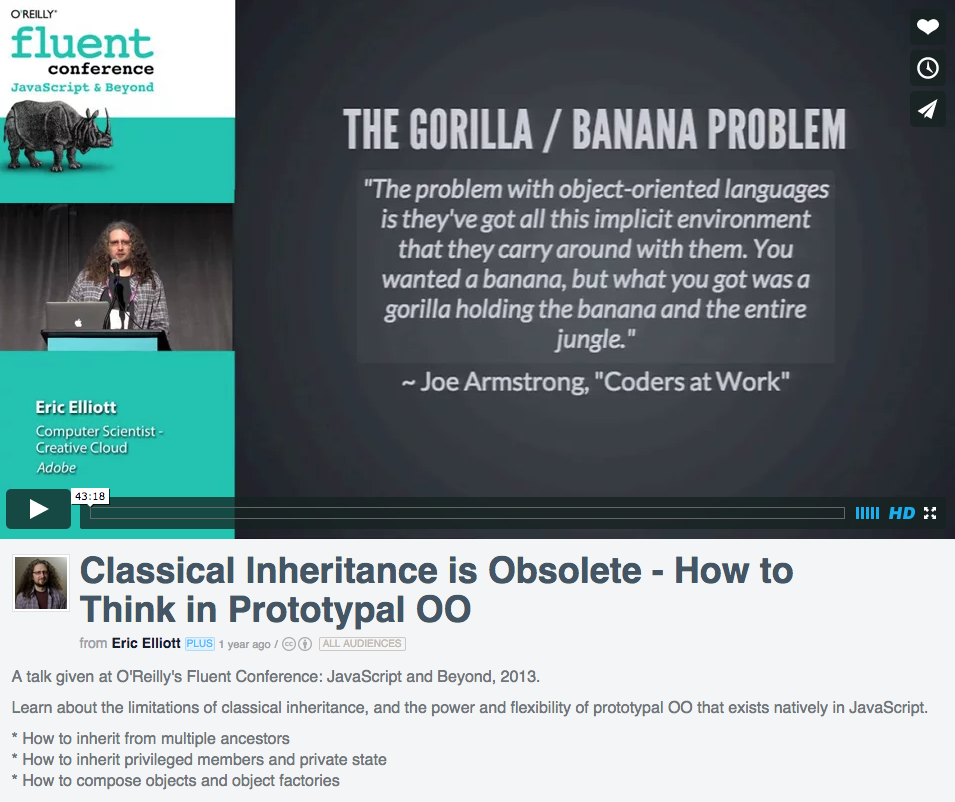 O'REILLY®
fluent
conference
JavaScript & Beyond
THE GORILLA / BANANA PROBLEM
"The problem with object-oriented languages
is they've got all this implicit environment
that they carry around with them. You
wanted a banana, but what you got was a
gorilla holding the banana and the entire
jungle."
~ Joe Armstrong, "Coders at Work"
Eric Elliott
Computer Scientist -
Creative Cloud
Adobe
43:18
HD
Classical Inheritance is Obsolete - How to
Think in Prototypal OO
from Eric Elliott PLUS 1 year ago / cc ALL AUDIENCES
A talk given at O'Reilly's Fluent Conference: JavaScript and Beyond, 2013.
Learn about the limitations of classical inheritance, and the power and flexibility of prototypal OO that exists natively in JavaScript.
* How to inherit from multiple ancestors
* How to inherit privileged members and private state
* How to compose objects and object factories